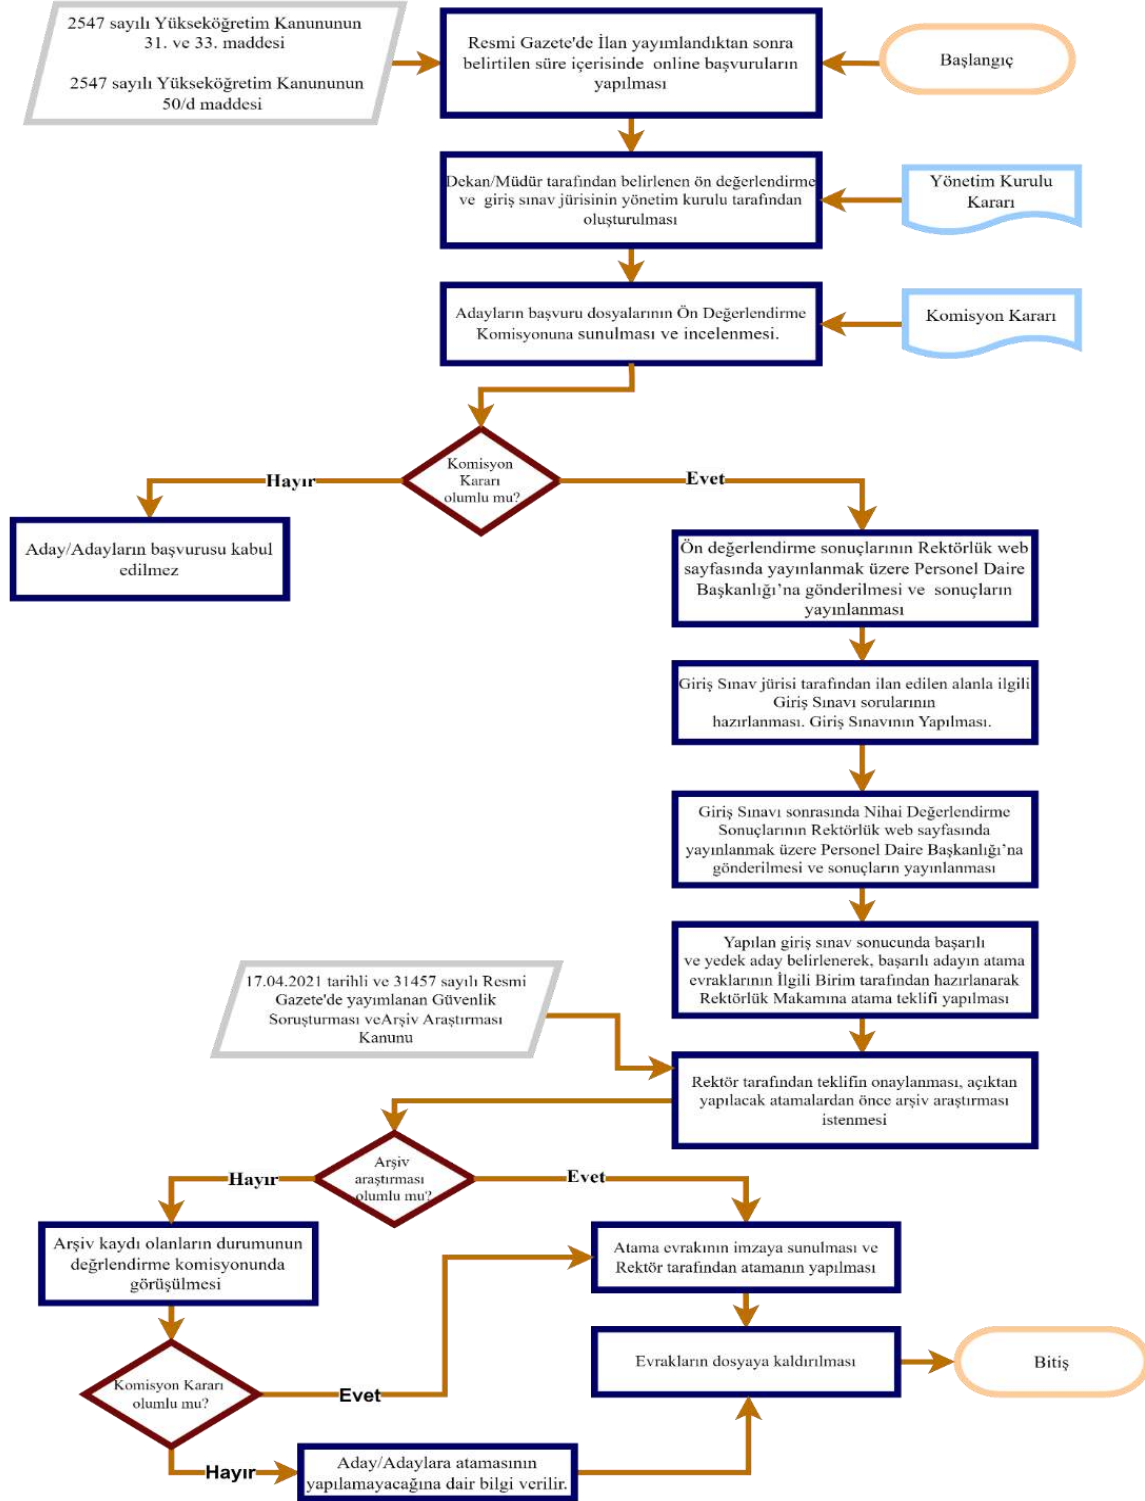 2547 sayılı Yükseköğretim Kanununun
31. ve 33. maddesi
2547 sayılı Yükseköğretim Kanununun
50/d maddesi
Resmi Gazete'de İlan yayımlandıktan sonra
belirtilen süre içerisinde online başvuruların
yapılması
Başlangıç
Dekan/Müdür tarafından belirlenen ön değerlendirme
ve giriş sınav jürisinin yönetim kurulu tarafından
oluşturulması
Yönetim Kurulu
Kararı
Adayların başvuru dosyalarının Ön Değerlendirme
Komisyonuna sunulması ve incelenmesi.
Komisyon Kararı
Komisyon
Kararı
olumlu mu?
Hayır
Evet
Aday/Adayların başvurusu kabul
edilmez
Ön değerlendirme sonuçlarının Rektörlük web
sayfasında yayınlanmak üzere Personel Daire
Başkanlığı’na gönderilmesi ve sonuçların
yayınlanması
Giriş Sınav jürisi tarafından ilan edilen alanla ilgili
Giriş Sınavı sorularının
hazırlanması. Giriş Sınavının Yapılması.
Giriş Sınavı sonrasında Nihai Değerlendirme
Sonuçlarının Rektörlük web sayfasında
yayınlanmak üzere Personel Daire Başkanlığı’na
gönderilmesi ve sonuçların yayınlanması
Yapılan giriş sınav sonucunda başarılı
ve yedek aday belirlenerek, başarılı adayın atama
evraklarının İlgili Birim tarafından hazırlanarak
Rektörlük Makamına atama teklifi yapılması
17.04.2021 tarihli ve 31457 sayılı Resmi
Gazete'de yayımlanan Güvenlik
Soruşturması veArşiv Araştırması
Kanunu
Rektör tarafından teklifin onaylanması, açıktan
yapılacak atamalardan önce arşiv araştırması
istenmesi
Arşiv
araştırması
olumlu mu?
Hayır
Evet
Arşiv kaydı olanların durumunun
değrlendirme komisyonunda
görüşülmesi
Atama evrakının imzaya sunulması ve
Rektör tarafından atamanın yapılması
Evrakların dosyaya kaldırılması
Bitiş
Komisyon Kararı
olumlu mu?
Evet
Hayır
Aday/Adaylara atamasının
yapılamayacağına dair bilgi verilir.